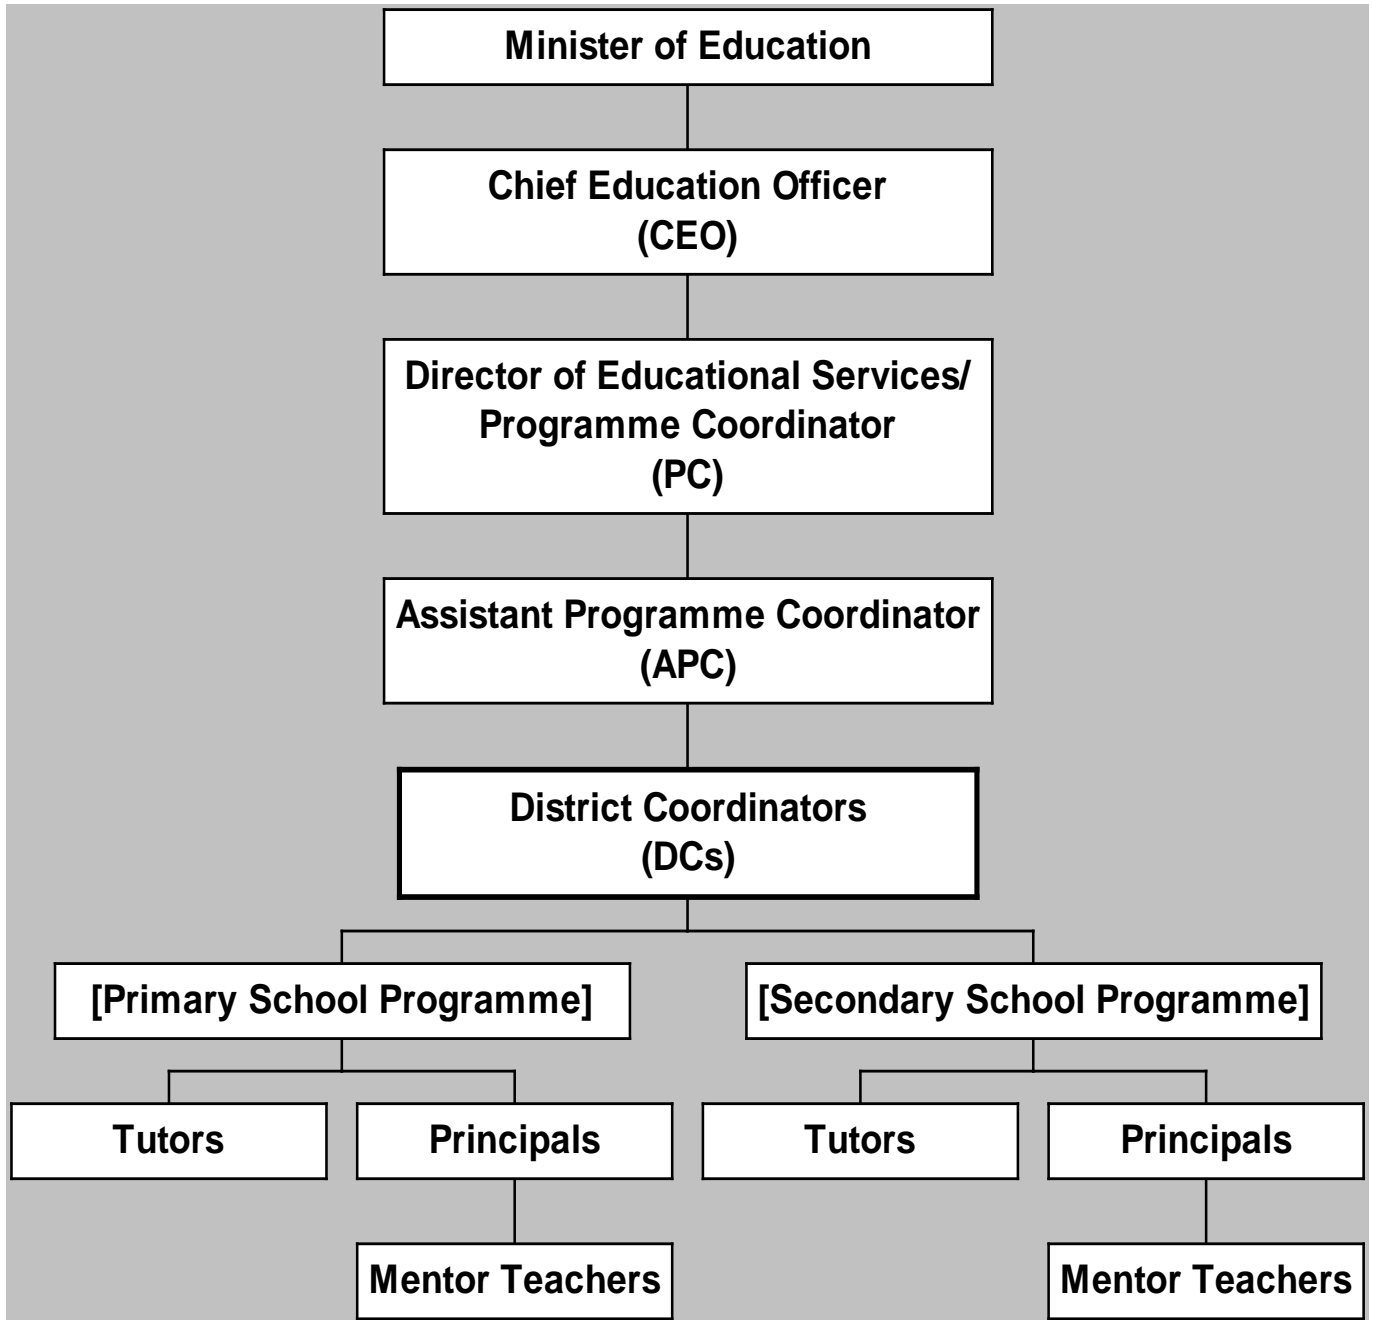 Minister of Education
Chief Education Officer
(CEO)
Director of Educational Services/
Programme Coordinator
(PC)
Assistant Programme Coordinator
(APC)
District Coordinators
(DCs)
[Primary School Programme]
[Secondary School Programme]
Tutors
Principals
Tutors
Principals
Mentor Teachers
Mentor Teachers